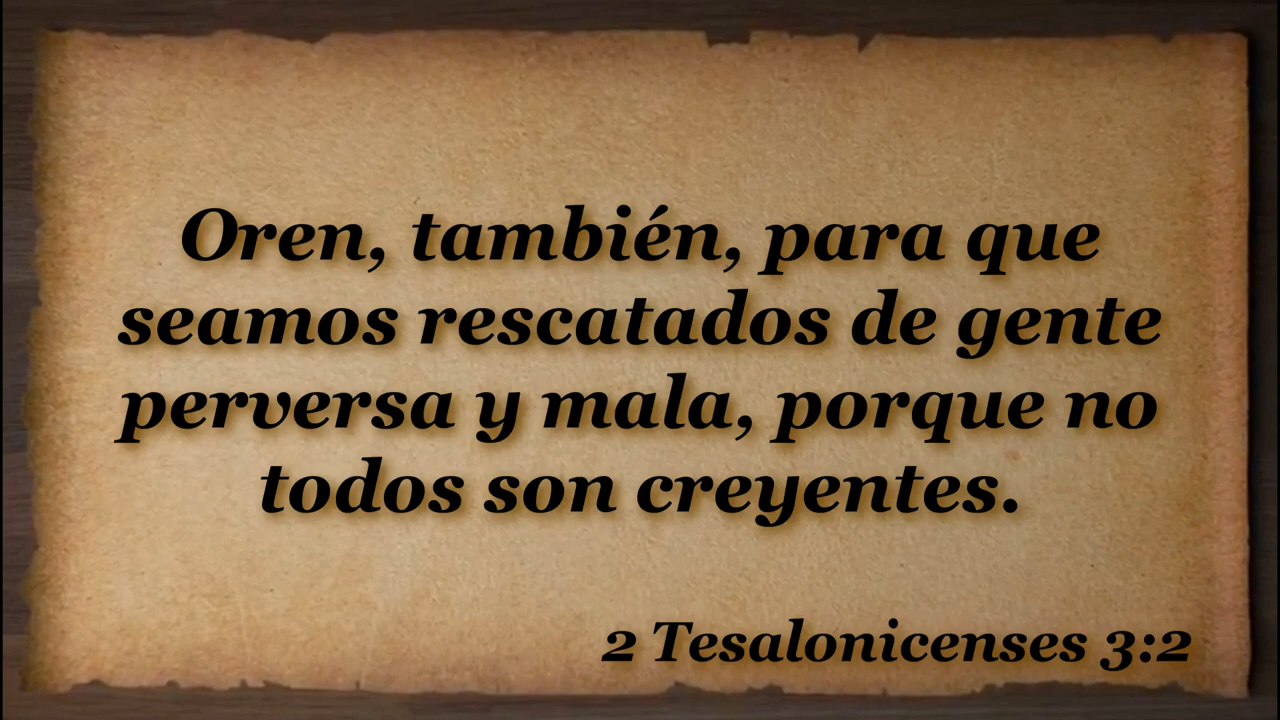 Oren, también, para que
seamos rescatados de gente
perversa y mala, porque no
todos son creyentes.
2 Tesalonicenses 3:2